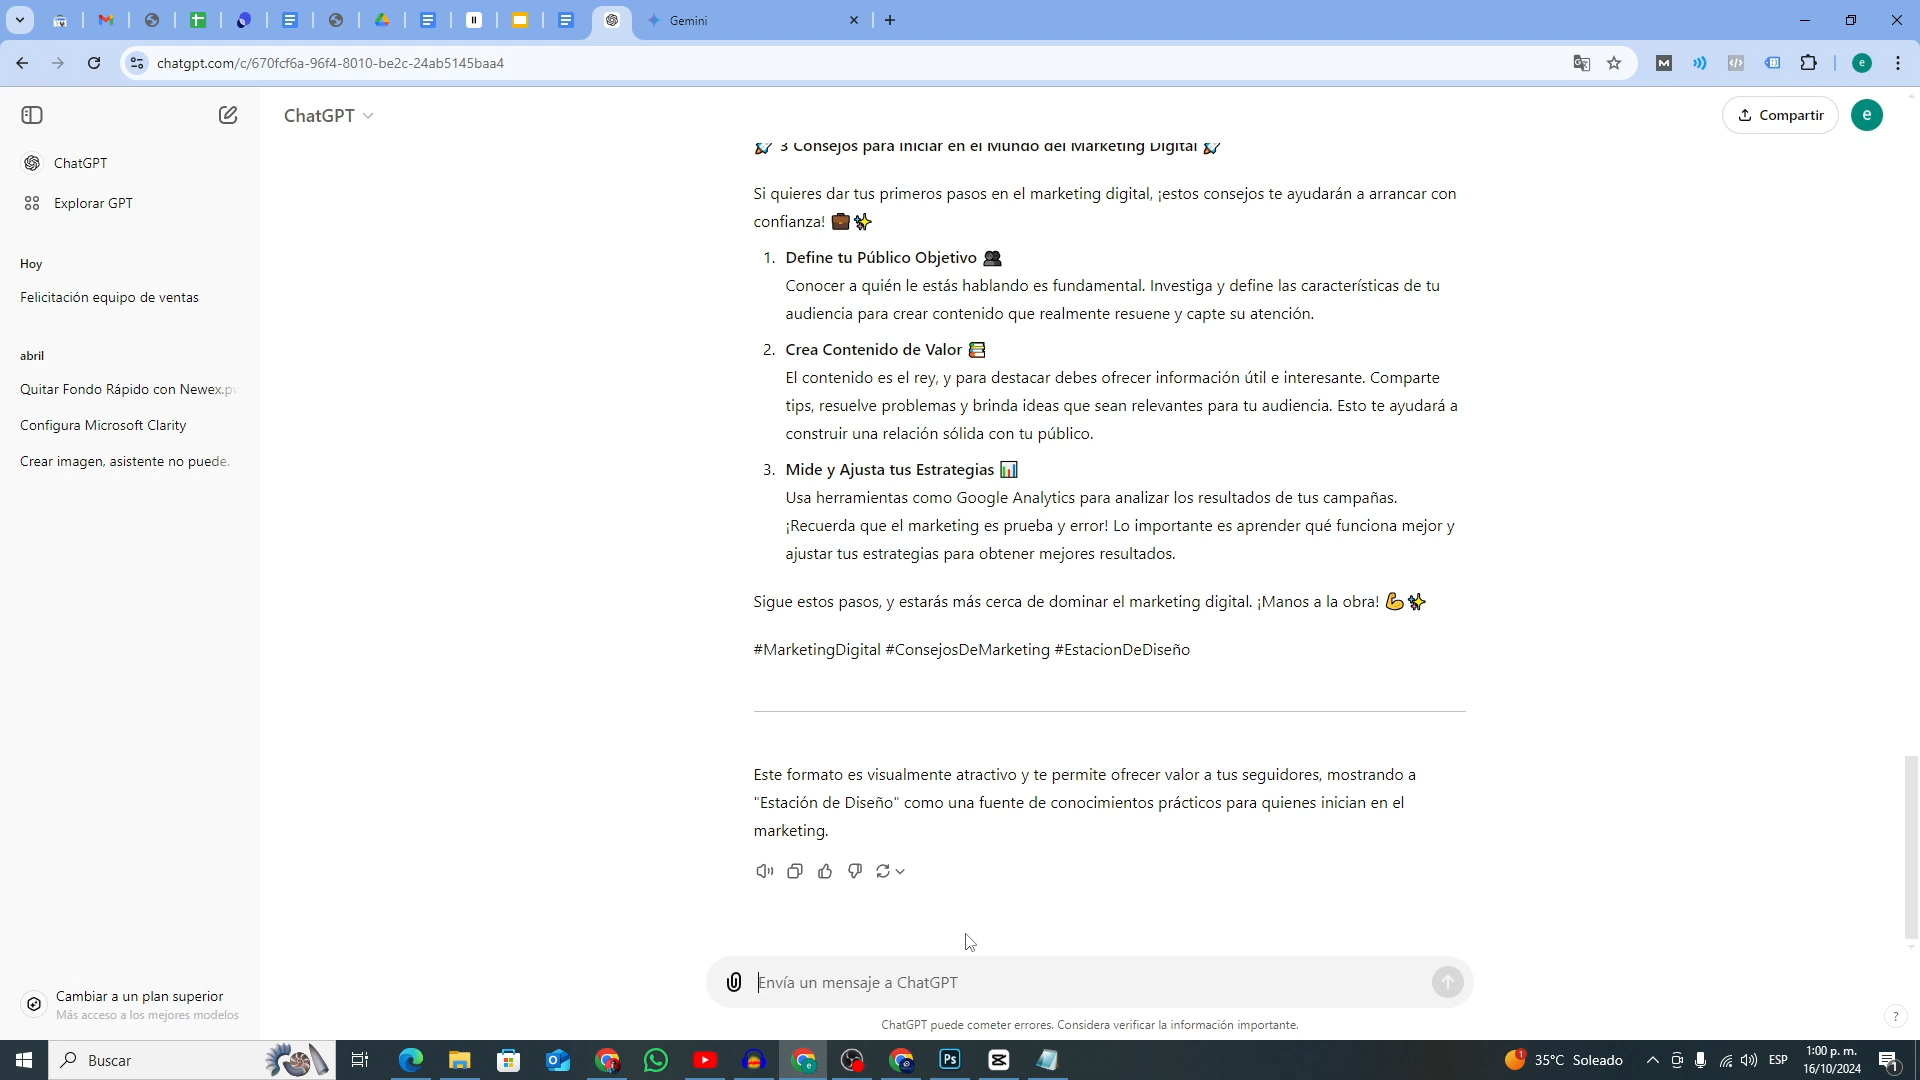 Gemini
chatgpt.com/c/670fcf6a-96f4-8010-be2c-24ab5145baa4
ChatGPT
Compartir
e
ChatGPT
Explorar GPT
Hoy
Felicitación equipo de ventas
abril
Quitar Fondo Rápido con Newex.pw
Configura Microsoft Clarity
Crear imagen, asistente no puede.
🚀 3 Consejos para Iniciar en el Mundo del Marketing Digital 🚀
Si quieres dar tus primeros pasos en el marketing digital, ¡estos consejos te ayudarán a arrancar con
confianza! 💼✨
1. Define tu Público Objetivo 👥
Conocer a quién le estás hablando es fundamental. Investiga y define las características de tu
audiencia para crear contenido que realmente resuene y capte su atención.
2. Crea Contenido de Valor 📚
El contenido es el rey, y para destacar debes ofrecer información útil e interesante. Comparte
tips, resuelve problemas y brinda ideas que sean relevantes para tu audiencia. Esto te ayudará a
construir una relación sólida con tu público.
3. Mide y Ajusta tus Estrategias 📊
Usa herramientas como Google Analytics para analizar los resultados de tus campañas.
¡Recuerda que el marketing es prueba y error! Lo importante es aprender qué funciona mejor y
ajustar tus estrategias para obtener mejores resultados.
Sigue estos pasos, y estarás más cerca de dominar el marketing digital. ¡Manos a la obra! 💪✨
#MarketingDigital #ConsejosDeMarketing #EstacionDeDiseño
Este formato es visualmente atractivo y te permite ofrecer valor a tus seguidores, mostrando a
"Estación de Diseño" como una fuente de conocimientos prácticos para quienes inician en el
marketing.
Envía un mensaje a ChatGPT
ChatGPT puede cometer errores. Considera verificar la información importante.
?
Cambiar a un plan superior
Más acceso a los mejores modelos
Buscar
Ps
35°C Soleado
ESP
1:00 p. m.
16/10/2024